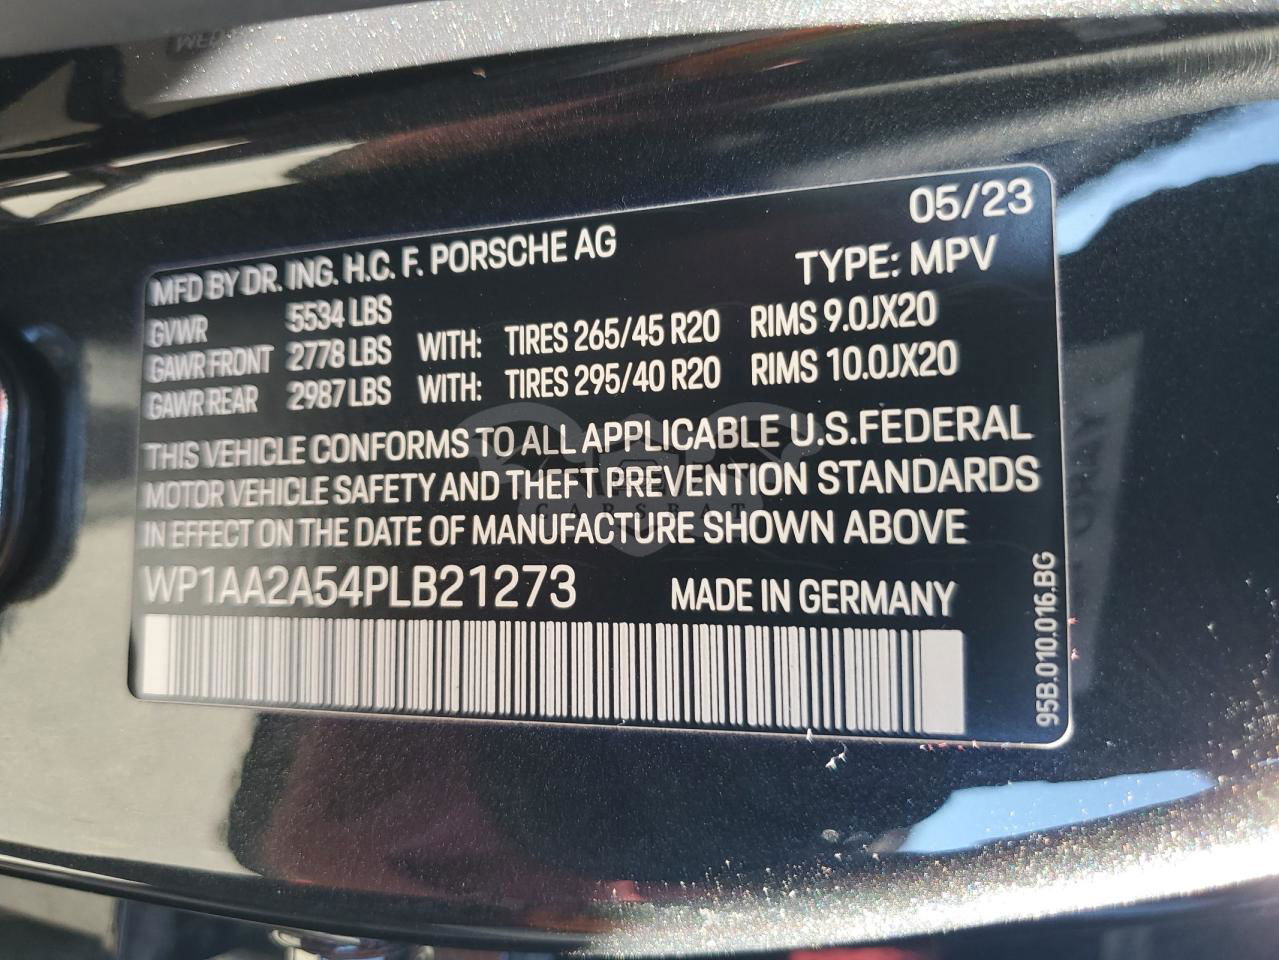 05/23
MFD BY DR. ING. H.C. F. PORSCHE AG TYPE: MPV
GVWR 5534 LBS
GAWR FRONT 2778 LBS WITH: TIRES 265/45 R20 RIMS 9.0JX20
GAWR REAR 2987 LBS WITH: TIRES 295/40 R20 RIMS 10.0JX20
THIS VEHICLE CONFORMS TO ALL APPLICABLE U.S.FEDERAL
MOTOR VEHICLE SAFETY AND THEFT PREVENTION STANDARDS
IN EFFECT ON THE DATE OF MANUFACTURE SHOWN ABOVE
WP1AA2A54PLB21273 MADE IN GERMANY
95B.010.016.BG
CARSBAT